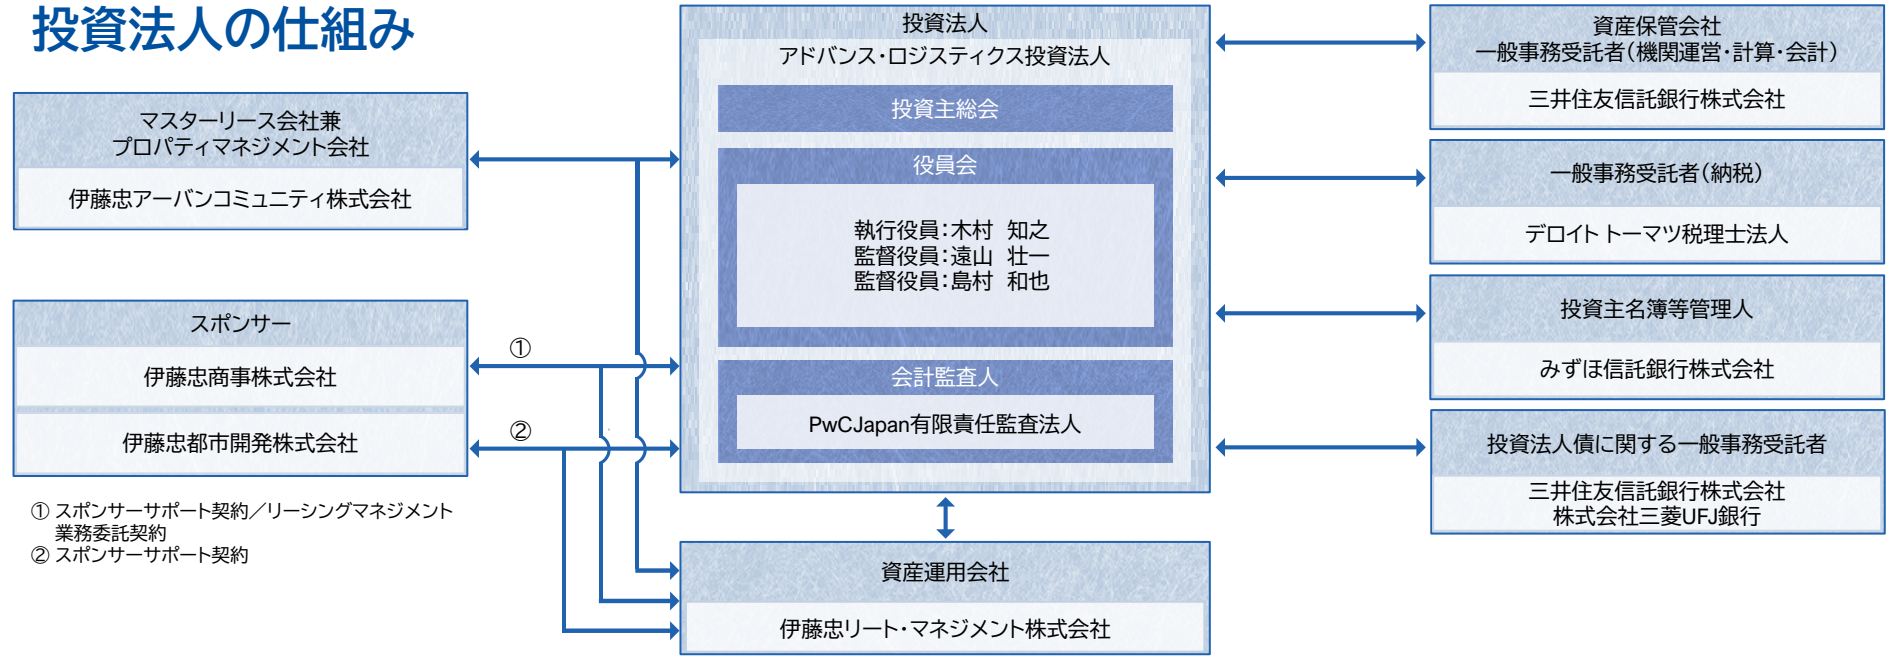 投資法人の仕組み
マスターリース会社兼
プロパティマネジメント会社
伊藤忠アーバンコミュニティ株式会社
スポンサー
伊藤忠商事株式会社
伊藤忠都市開発株式会社
① スポンサーサポート契約／リーシングマネジメント
業務委託契約
② スポンサーサポート契約
①
②
投資法人
アドバンス・ロジスティクス投資法人
投資主総会
役員会
執行役員：木村　知之
監督役員：遠山　壮一
監督役員：島村　和也
会計監査人
PwCJapan有限責任監査法人
資産運用会社
伊藤忠リート・マネジメント株式会社
資産保管会社
一般事務受託者（機関運営・計算・会計）
三井住友信託銀行株式会社
一般事務受託者（納税）
デロイト トーマツ税理士法人
投資主名簿等管理人
みずほ信託銀行株式会社
投資法人債に関する一般事務受託者
三井住友信託銀行株式会社
株式会社三菱UFJ銀行